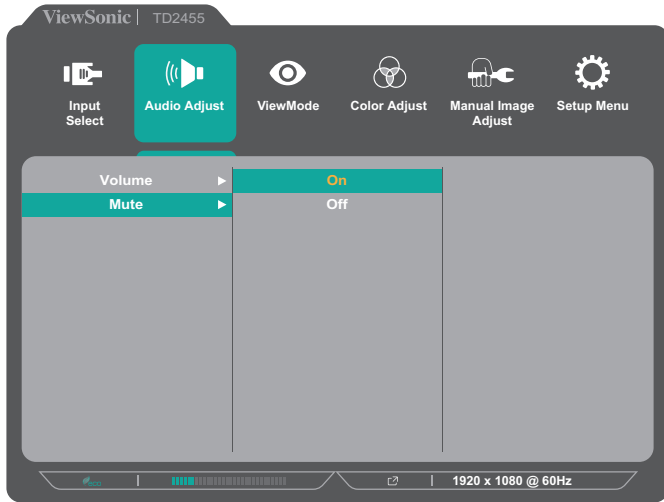 ViewSonic | TD2455
Input
Select
Audio Adjust
ViewMode
Color Adjust
Manual Image
Adjust
Setup Menu
Volume
On
Mute
Off
eco
1920 x 1080 @ 60Hz